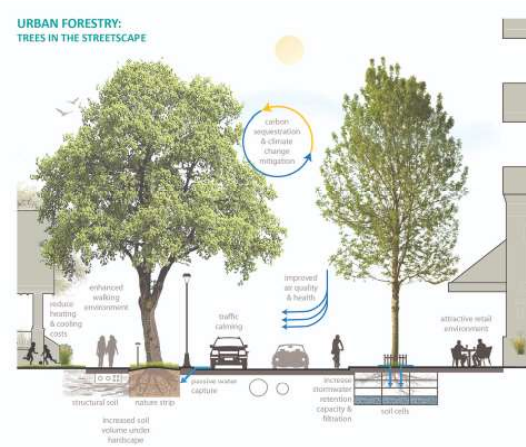 URBAN FORESTRY:
TREES IN THE STREETSCAPE
carbon
sequestration
& climate
change
mitigation
reduce
heating
& cooling
costs
enhanced
walking
environment
traffic
calming
improved
air quality
& health
attractive retail
environment
structural soil
nature strip
passive water
capture
increase
stormwater
retention
capacity &
filtration
soil cells
increased soil
volume under
hardscape